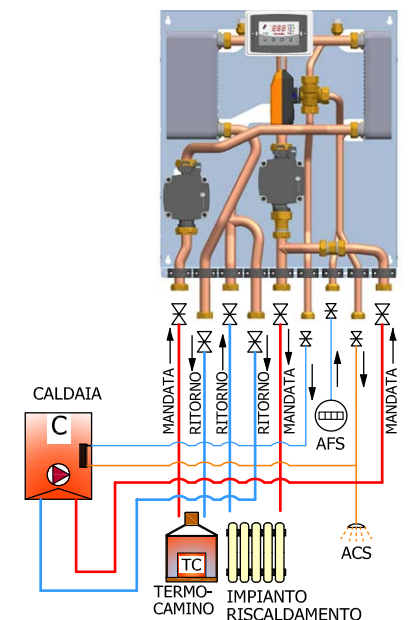 MANDATA
RITORNO
RITORNO
RITORNO
MANDATA
MANDATA
CALDAIA
C
AFS
ACS
TC
TERMO-
CAMINO
IMPIANTO
RISCALDAMENTO